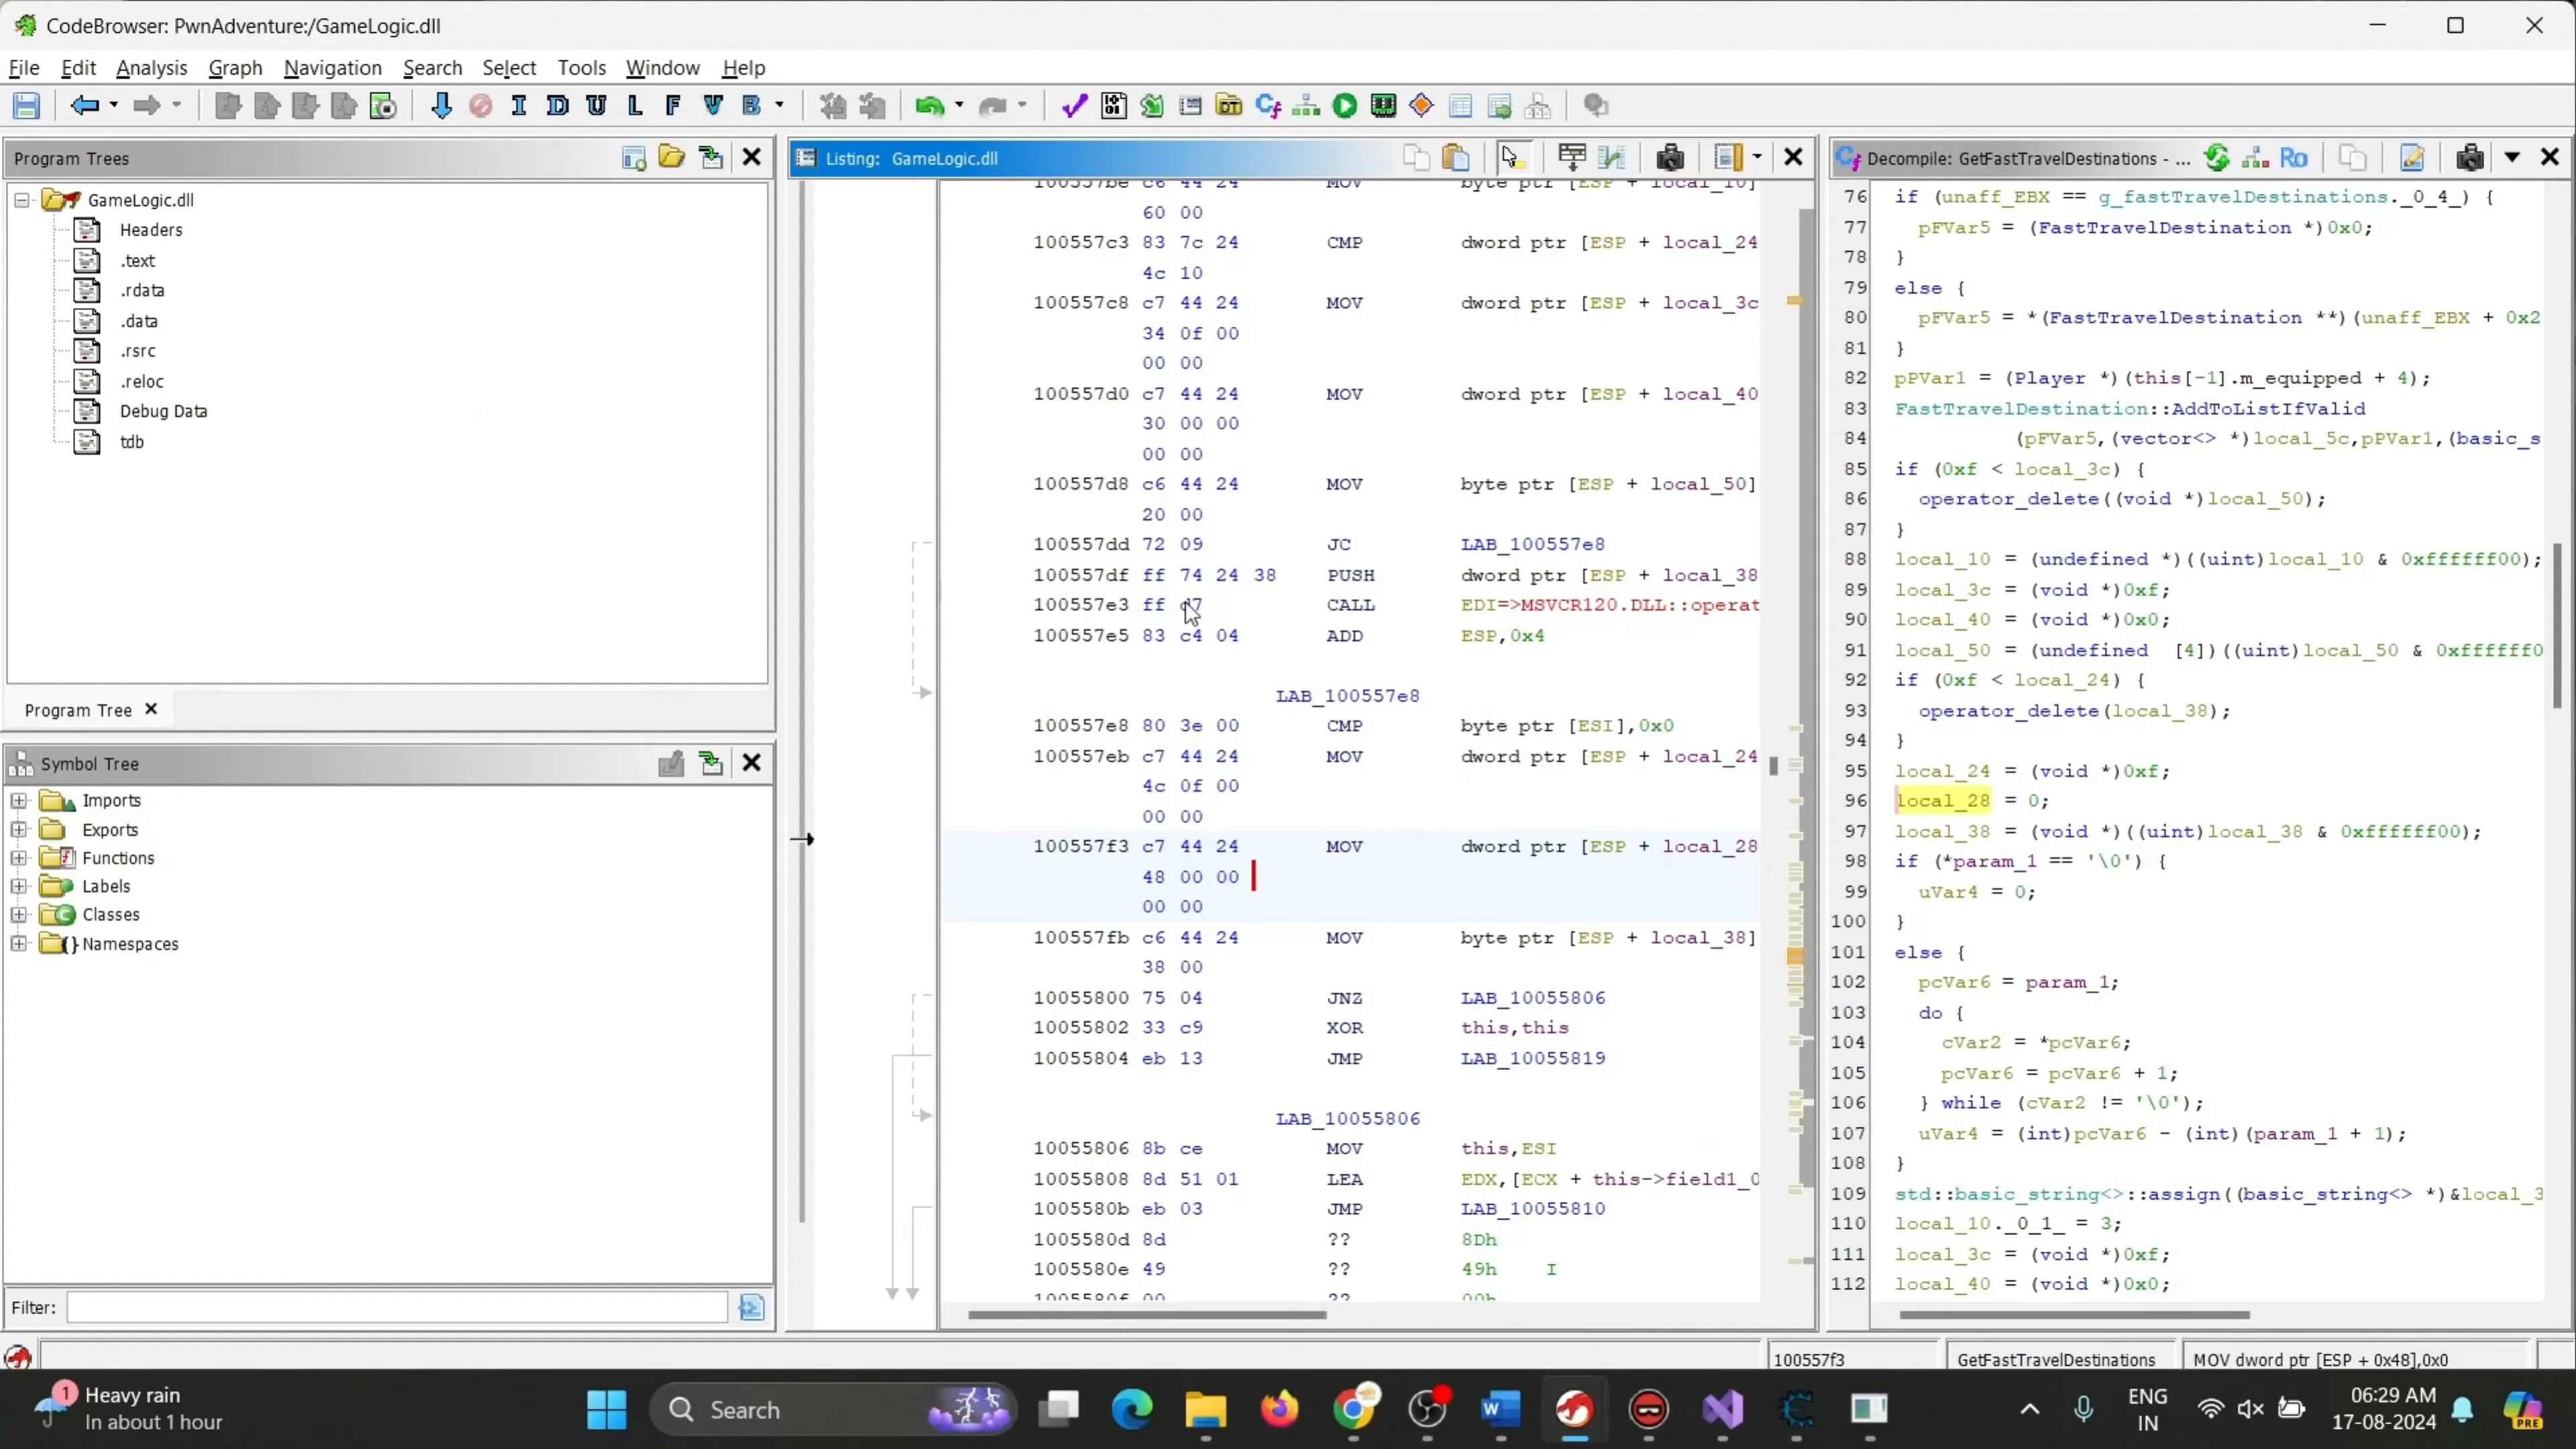 CodeBrowser: PwnAdventure:/GameLogic.dll
File Edit Analysis Graph Navigation Search Select Tools Window Help
I D U L F V B
Program Trees
GameLogic.dll
Headers
.text
.rdata
.data
.rsrc
.reloc
Debug Data
tdb
Program Tree
Symbol Tree
Imports
Exports
Functions
Labels
Classes
Namespaces
Filter:
Listing: GameLogic.dll
100557be c6 44 24 MOV byte ptr [ESP + local_10]
60 00
100557c3 83 7c 24 CMP dword ptr [ESP + local_24
4c 10
100557c8 c7 44 24 MOV dword ptr [ESP + local_3c
34 0f 00
00 00
100557d0 c7 44 24 MOV dword ptr [ESP + local_40
30 00 00
00 00
100557d8 c6 44 24 MOV byte ptr [ESP + local_50]
20 00
100557dd 72 09 JC LAB_100557e8
100557df ff 74 24 38 PUSH dword ptr [ESP + local_38
100557e3 ff d7 CALL EDI=>MSVCR120.DLL::operat
100557e5 83 c4 04 ADD ESP,0x4
LAB_100557e8
100557e8 80 3e 00 CMP byte ptr [ESI],0x0
100557eb c7 44 24 MOV dword ptr [ESP + local_24
4c 0f 00
00 00
100557f3 c7 44 24 MOV dword ptr [ESP + local_28
48 00 00
00 00
100557fb c6 44 24 MOV byte ptr [ESP + local_38]
38 00
10055800 75 04 JNZ LAB_10055806
10055802 33 c9 XOR this,this
10055804 eb 13 JMP LAB_10055819
LAB_10055806
10055806 8b ce MOV this,ESI
10055808 8d 51 01 LEA EDX,[ECX + this->field1_0
1005580b eb 03 JMP LAB_10055810
1005580d 8d ?? 8Dh
1005580e 49 ?? 49h I
1005580f 00 ?? 00h
Decompile: GetFastTravelDestinations - ...
Ro
76 if (unaff_EBX == g_fastTravelDestinations._0_4_) {
77 pFVar5 = (FastTravelDestination *)0x0;
78 }
79 else {
80 pFVar5 = *(FastTravelDestination **)(unaff_EBX + 0x2
81 }
82 pPVar1 = (Player *)(this[-1].m_equipped + 4);
83 FastTravelDestination::AddToListIfValid
84 (pFVar5,(vector<> *)local_5c,pPVar1,(basic_s
85 if (0xf < local_3c) {
86 operator_delete((void *)local_50);
87 }
88 local_10 = (undefined *)((uint)local_10 & 0xffffff00);
89 local_3c = (void *)0xf;
90 local_40 = (void *)0x0;
91 local_50 = (undefined [4])((uint)local_50 & 0xffffff0
92 if (0xf < local_24) {
93 operator_delete(local_38);
94 }
95 local_24 = (void *)0xf;
96 local_28 = 0;
97 local_38 = (void *)((uint)local_38 & 0xffffff00);
98 if (*param_1 == '\0') {
99 uVar4 = 0;
100 }
101 else {
102 pcVar6 = param_1;
103 do {
104 cVar2 = *pcVar6;
105 pcVar6 = pcVar6 + 1;
106 } while (cVar2 != '\0');
107 uVar4 = (int)pcVar6 - (int)(param_1 + 1);
108 }
109 std::basic_string<>::assign((basic_string<> *)&local_3
110 local_10._0_1_ = 3;
111 local_3c = (void *)0xf;
112 local_40 = (void *)0x0;
100557f3 GetFastTravelDestinations MOV dword ptr [ESP + 0x48],0x0
1 Heavy rain
In about 1 hour
Search
ENG
IN
06:29 AM
17-08-2024
PRE